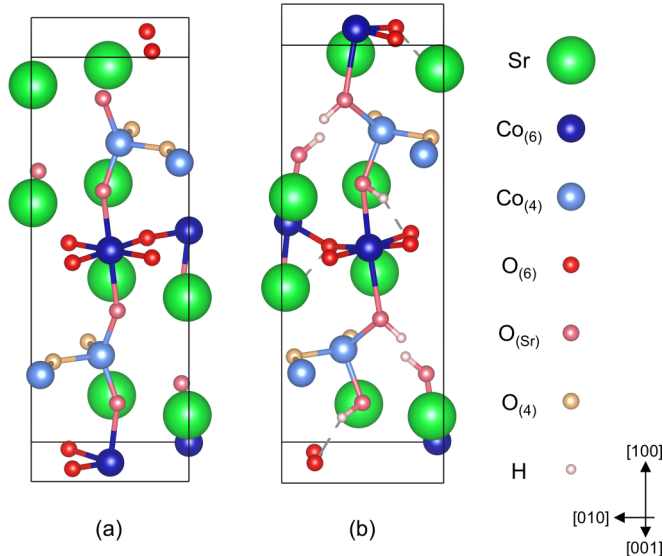 Sr
Co(6)
Co(4)
O(6)
O(Sr)
O(4)
H
[100]
[010]
[001]
(a)
(b)